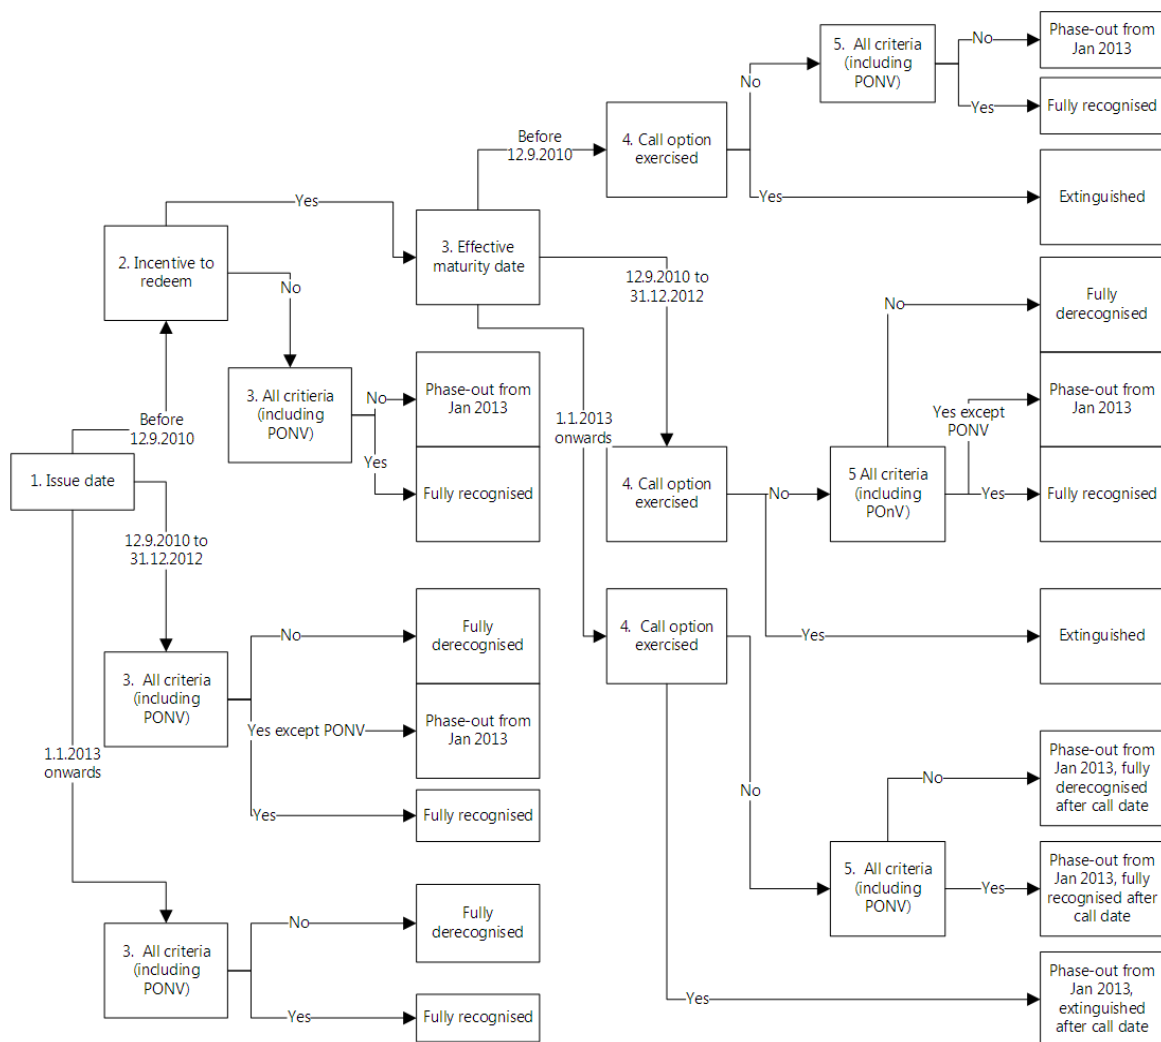 5.  All criteria
(including
PONV)
No
Phase-out from
Jan 2013
Yes
Fully recognised
No
Before
12.9.2010
4. Call option
exercised
Yes
Extinguished
Yes
2. Incentive to
redeem
No
3. Effective
maturity date
12.9.2010 to
31.12.2012
No
Fully
derecognised
Before
12.9.2010
3. All critieria
(including
PONV)
No
Phase-out from
Jan 2013
Yes
Fully recognised
1.1.2013
onwards
Yes except
PONV
Phase-out from
Jan 2013
1. Issue date
4. Call option
exercised
No
5 All criteria
(including
POnV)
Yes
Fully recognised
12.9.2010 to
31.12.2012
3.  All criteria
(including
PONV)
No
Fully
derecognised
Yes except PONV
Phase-out from
Jan 2013
Yes
Fully recognised
4.  Call option
exercised
Yes
Extinguished
1.1.2013
onwards
No
No
Phase-out from
Jan 2013, fully
derecognised
after call date
5.  All criteria
(including
PONV)
Yes
Phase-out from
Jan 2013, fully
recognised after
call date
3.  All criteria
(including
PONV)
No
Fully
derecognised
Yes
Fully recognised
Yes
Phase-out from
Jan 2013,
extinguished
after call date